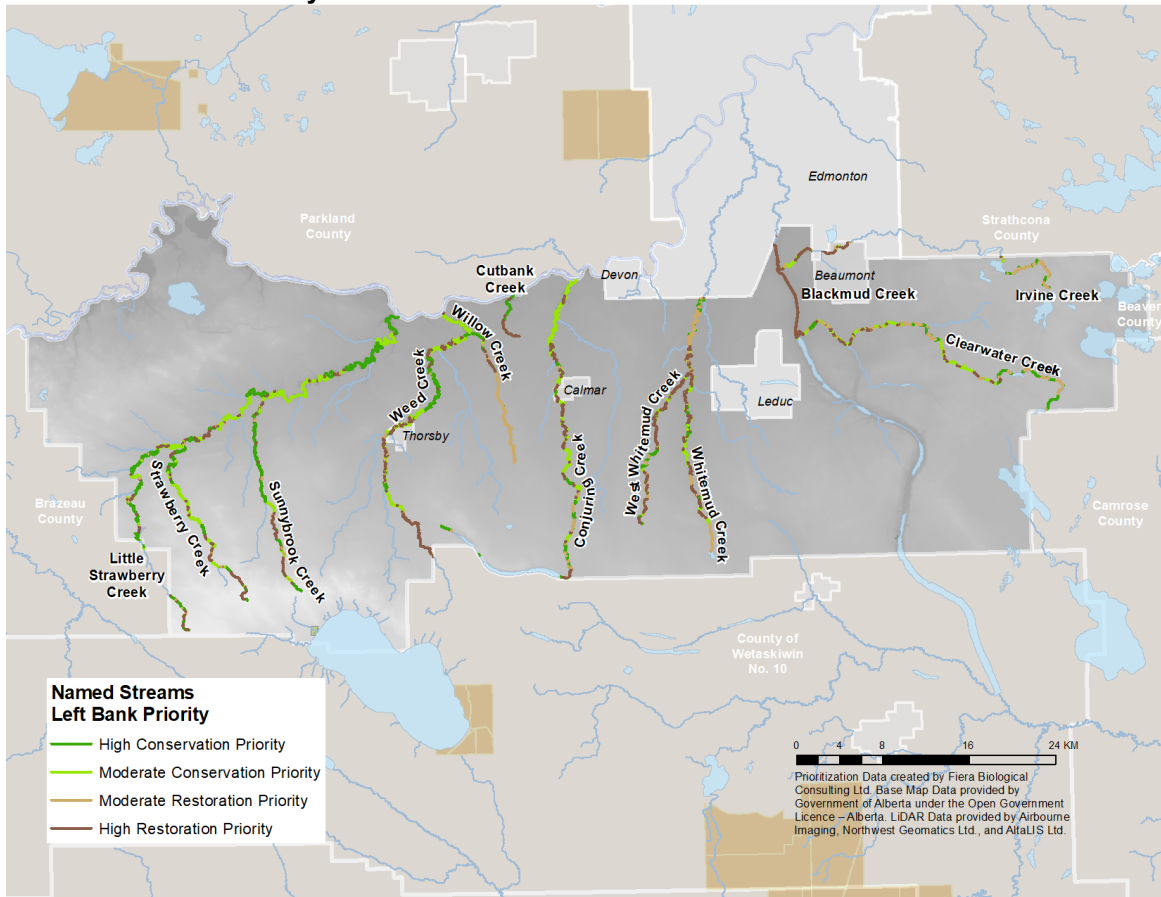 Edmonton
Parkland
County
Strathcona
County
Cutbank
Creek
Devon
Beaumont
Blackmud Creek
Irvine Creek
Beaver
County
Willow Creek
Clearwater Creek
Weed Creek
Calmar
Leduc
Thorsby
West Whitemud Creek
Whitemud Creek
Conjuring Creek
Strawberry Creek
Sunnybrook Creek
Brazeau
County
Camrose
County
Little
Strawberry
Creek
County of
Wetaskiwin
No. 10
Named Streams
Left Bank Priority
High Conservation Priority
Moderate Conservation Priority
Moderate Restoration Priority
High Restoration Priority
0 4 8 16 24 KM
Prioritization Data created by Fiera Biological
Consulting Ltd. Base Map Data provided by
Government of Alberta under the Open Government
Licence – Alberta. LiDAR Data provided by Airbourne
Imaging, Northwest Geomatics Ltd., and AltaLIS Ltd.